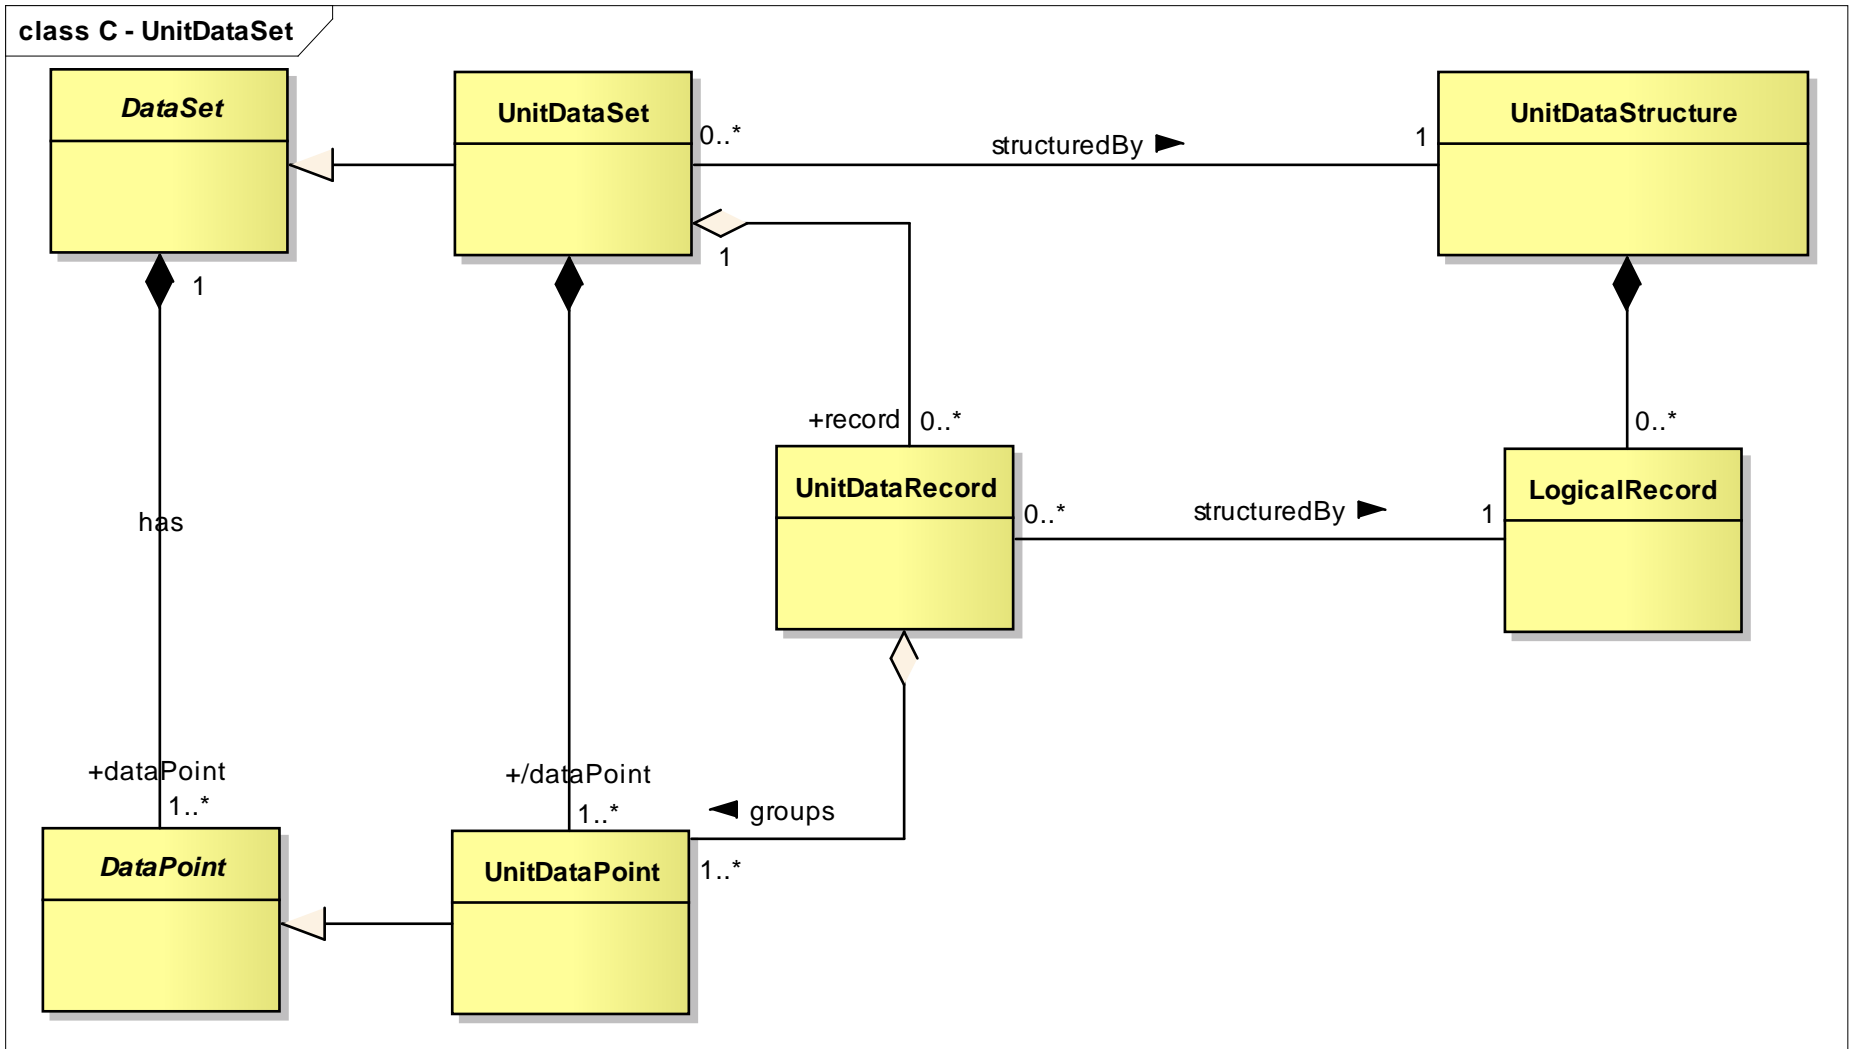 class C - UnitDataSet
DataSet
UnitDataSet
UnitDataStructure
0..*
structuredBy ►
1
1
1
+record
0..*
0..*
UnitDataRecord
LogicalRecord
0..*
structuredBy ►
1
has
+dataPoint
1..*
+/dataPoint
1..*
◄ groups
1..*
DataPoint
UnitDataPoint